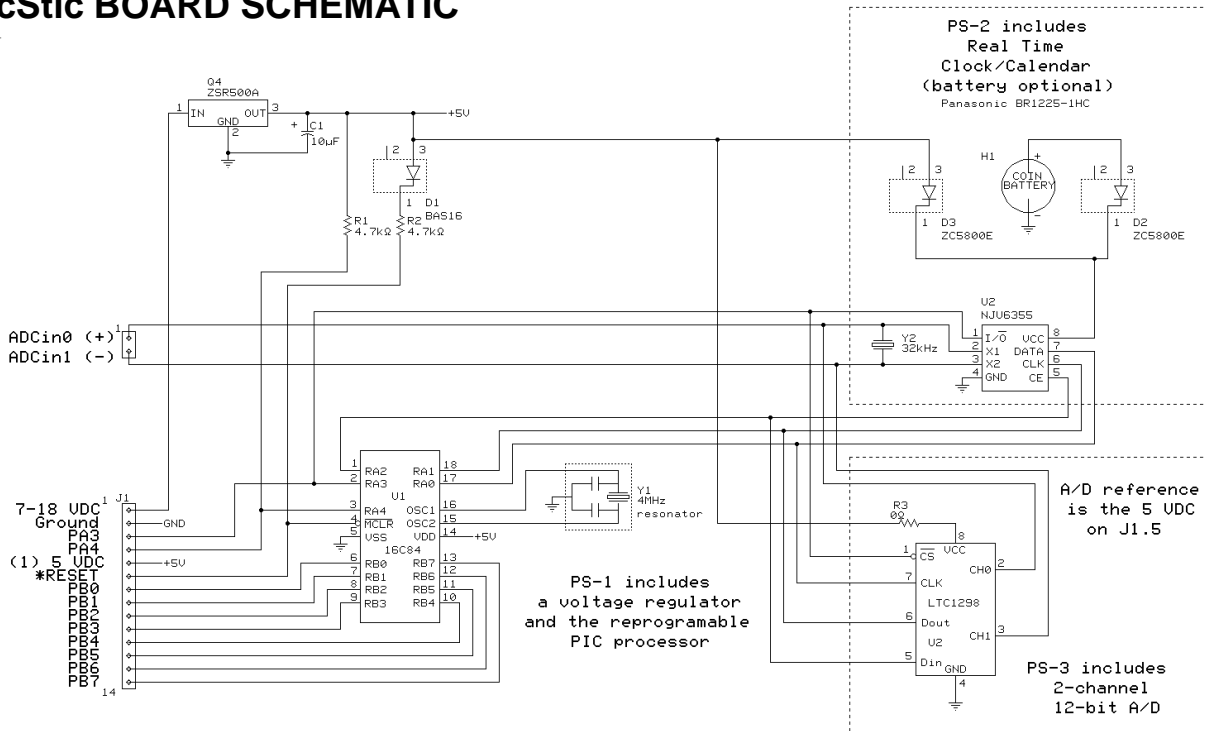 cStic BOARD SCHEMATIC
PS-2 includes
Real Time
Clock/Calendar
(battery optional)
Panasonic BR1225-1HC
Q4
ZSR500A
1
IN
OUT
3
GND
2
+
C1
10µF
+5V
2
3
1
D1
BAS16
R1
4.7kΩ
R2
4.7kΩ
H1
+
COIN
BATTERY
-
2
3
1
D3
ZC5800E
2
3
1
D2
ZC5800E
ADCin0 (+)
1
ADCin1 (-)
Y2
32kHz
U2
NJU6355
1
I/O
VCC
8
2
X1
DATA
7
3
X2
CLK
6
4
GND
CE
5
1
RA2
RA1
18
2
RA3
RA0
17
U1
3
RA4
OSC1
16
4
MCLR
OSC2
15
5
VSS
VDD
14
+5V
16C84
6
RB0
RB7
13
7
RB1
RB6
12
8
RB2
RB5
11
9
RB3
RB4
10
Y1
4MHz
resonator
J1
7-18 VDC
1
Ground
GND
PA3
PA4
(1) 5 VDC
+5V
*RESET
PB0
PB1
PB2
PB3
PB4
PB5
PB6
PB7
14
PS-1 includes
a voltage regulator
and the reprogramable
PIC processor
R3
0Ω
8
1
CS
VCC
CH0
2
7
CLK
LTC1298
6
Dout
CH1
3
U2
5
Din
GND
4
A/D reference
is the 5 VDC
on J1.5
PS-3 includes
2-channel
12-bit A/D